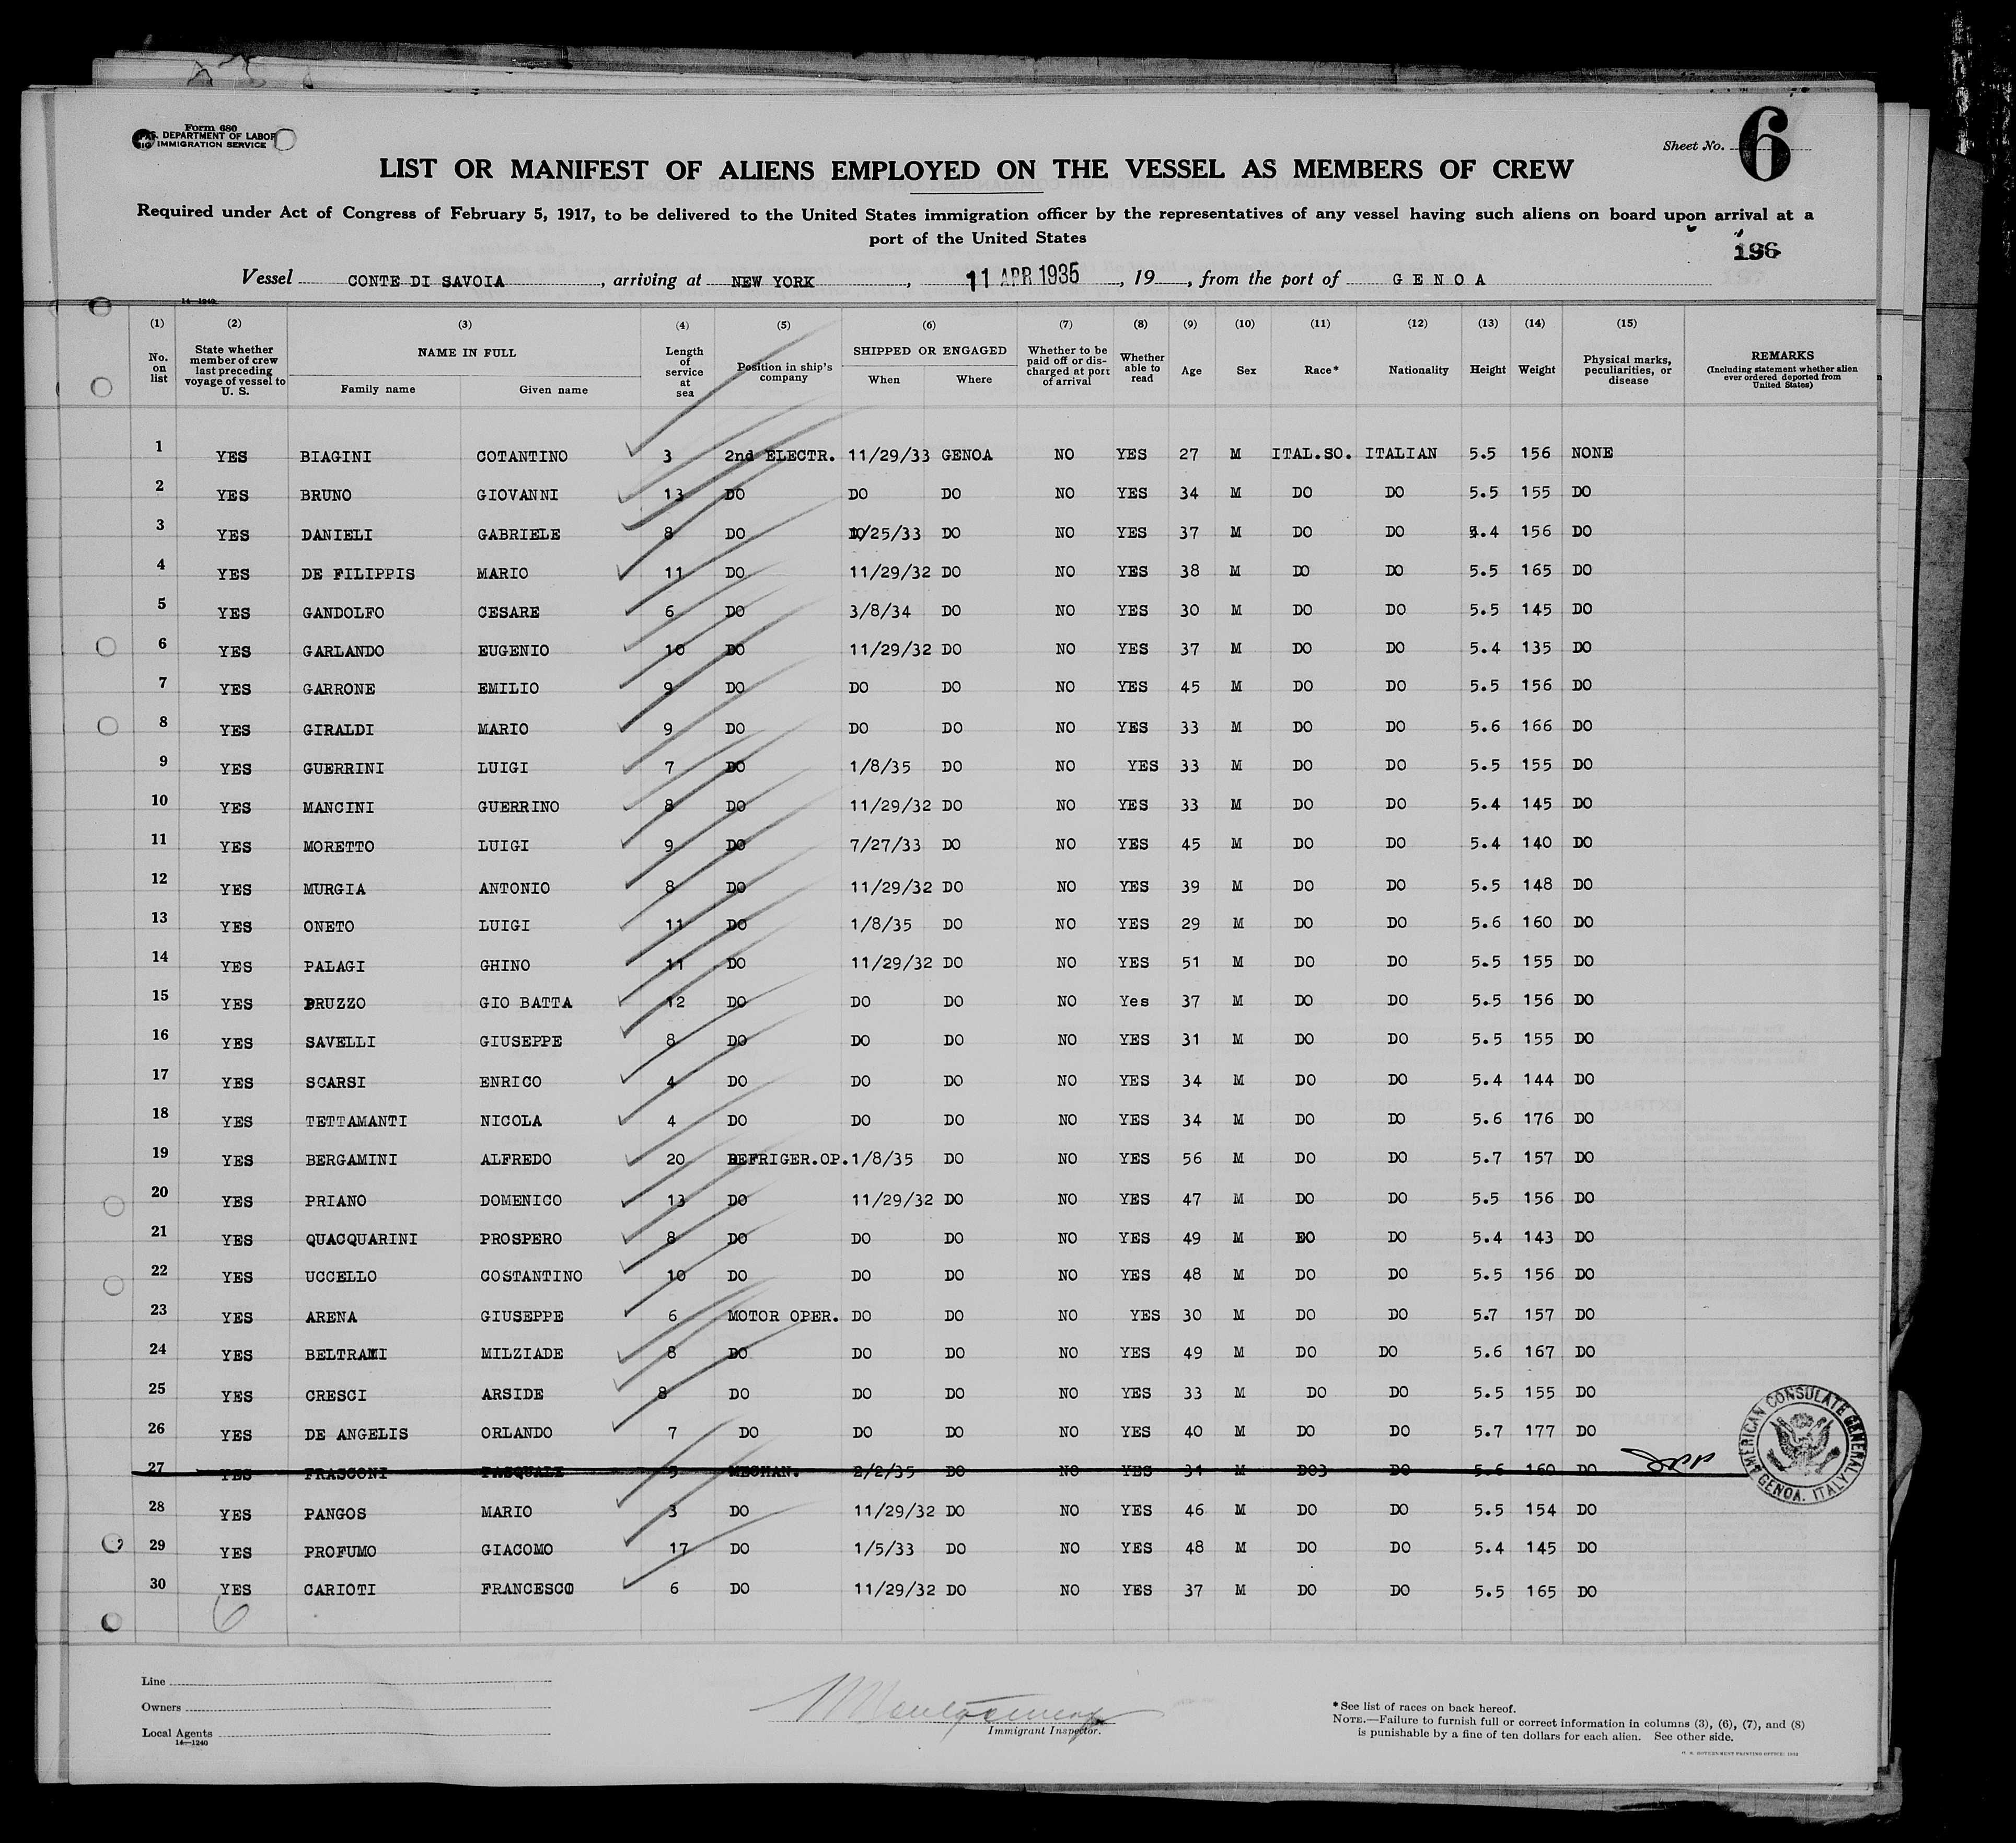 Form 680
U.S. DEPARTMENT OF LABOR
IMMIGRATION SERVICE
Sheet No. 6
LIST OR MANIFEST OF ALIENS EMPLOYED ON THE VESSEL AS MEMBERS OF CREW
Required under Act of Congress of February 5, 1917, to be delivered to the United States immigration officer by the representatives of any vessel having such aliens on board upon arrival at a
port of the United States
196
Vessel CONTE DI SAVOIA, arriving at NEW YORK, 11 APR 1935, 19, from the port of GENOA
14-1240
(1) (2) (3) (4) (5) (6) (7) (8) (9) (10) (11) (12) (13) (14) (15)
No. on list State whether member of crew last preceding voyage of vessel to U. S. NAME IN FULL Family name Given name Length of service at sea Position in ship's company SHIPPED OR ENGAGED When Where Whether to be paid off or discharged at port of arrival Whether able to read Age Sex Race* Nationality Height Weight Physical marks, peculiarities, or disease REMARKS (Including statement whether alien ever ordered deported from United States)
1 YES BIAGINI COTANTINO 3 2nd ELECTR. 11/29/33 GENOA NO YES 27 M ITAL.SO. ITALIAN 5.5 156 NONE
2 YES BRUNO GIOVANNI 13 DO DO DO NO YES 34 M DO DO 5.5 155 DO
3 YES DANIELI GABRIELE 8 DO 10/25/33 DO NO YES 37 M DO DO 5.4 156 DO
4 YES DE FILIPPIS MARIO 11 DO 11/29/32 DO NO YES 38 M DO DO 5.5 165 DO
5 YES GANDOLFO CESARE 6 DO 3/8/34 DO NO YES 30 M DO DO 5.5 145 DO
6 YES GARLANDO EUGENIO 10 DO 11/29/32 DO NO YES 37 M DO DO 5.4 135 DO
7 YES GARRONE EMILIO 9 DO DO DO NO YES 45 M DO DO 5.5 156 DO
8 YES GIRALDI MARIO 9 DO DO DO NO YES 33 M DO DO 5.6 166 DO
9 YES GUERRINI LUIGI 7 DO 1/8/35 DO NO YES 33 M DO DO 5.5 155 DO
10 YES MANCINI GUERRINO 8 DO 11/29/32 DO NO YES 33 M DO DO 5.4 145 DO
11 YES MORETTO LUIGI 9 DO 7/27/33 DO NO YES 45 M DO DO 5.4 140 DO
12 YES MURGIA ANTONIO 8 DO 11/29/32 DO NO YES 39 M DO DO 5.5 148 DO
13 YES ONETO LUIGI 11 DO 1/8/35 DO NO YES 29 M DO DO 5.6 160 DO
14 YES PALAGI GHINO 11 DO 11/29/32 DO NO YES 51 M DO DO 5.5 155 DO
15 YES PRUZZO GIO BATTA 12 DO DO DO NO Yes 37 M DO DO 5.5 156 DO
16 YES SAVELLI GIUSEPPE 8 DO DO DO NO YES 31 M DO DO 5.5 155 DO
17 YES SCARSI ENRICO 4 DO DO DO NO YES 34 M DO DO 5.4 144 DO
18 YES TETTAMANTI NICOLA 4 DO DO DO NO YES 34 M DO DO 5.6 176 DO
19 YES BERGAMINI ALFREDO 20 REFRIGER.OP. 1/8/35 DO NO YES 56 M DO DO 5.7 157 DO
20 YES PRIANO DOMENICO 13 DO 11/29/32 DO NO YES 47 M DO DO 5.5 156 DO
21 YES QUACQUARINI PROSPERO 8 DO DO DO NO YES 49 M DO DO 5.4 143 DO
22 YES UCCELLO COSTANTINO 10 DO DO DO NO YES 48 M DO DO 5.5 156 DO
23 YES ARENA GIUSEPPE 6 MOTOR OPER. DO DO NO YES 30 M DO DO 5.7 157 DO
24 YES BELTRAMI MILZIADE 8 DO DO DO NO YES 49 M DO DO 5.6 167 DO
25 YES CRESCI ARSIDE 8 DO DO DO NO YES 33 M DO DO 5.5 155 DO
26 YES DE ANGELIS ORLANDO 7 DO DO DO NO YES 40 M DO DO 5.7 177 DO
27 YES FRASCONI PASQUALE 5 MECHAN. 2/2/35 DO NO YES 31 M DO3 DO 5.6 160 DO
AMERICAN CONSULATE GENERAL GENOA, ITALY
28 YES PANGOS MARIO 3 DO 11/29/32 DO NO YES 46 M DO DO 5.5 154 DO
29 YES PROFUMO GIACOMO 17 DO 1/5/33 DO NO YES 48 M DO DO 5.4 145 DO
30 YES CARIOTI FRANCESCO 6 DO 11/29/32 DO NO YES 37 M DO DO 5.5 165 DO
6
Line
Owners
Local Agents
14-1240
Montgomery
Immigrant Inspector.
*See list of races on back hereof.
NOTE.—Failure to furnish full or correct information in columns (3), (6), (7), and (8)
is punishable by a fine of ten dollars for each alien. See other side.
U. S. GOVERNMENT PRINTING OFFICE: 1932